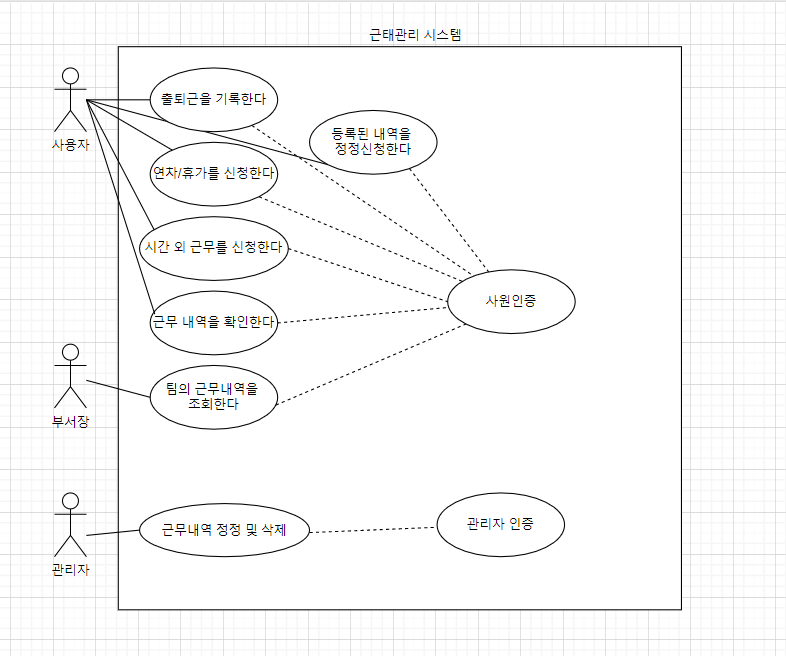 근태관리 시스템
출퇴근을 기록한다
등록된 내역을
정정신청한다
사용자
연차/휴가를 신청한다
시간 외 근무를 신청한다
사원인증
근무 내역을 확인한다
팀의 근무내역을
조회한다
부서장
근무내역 정정 및 삭제
관리자 인증
관리자